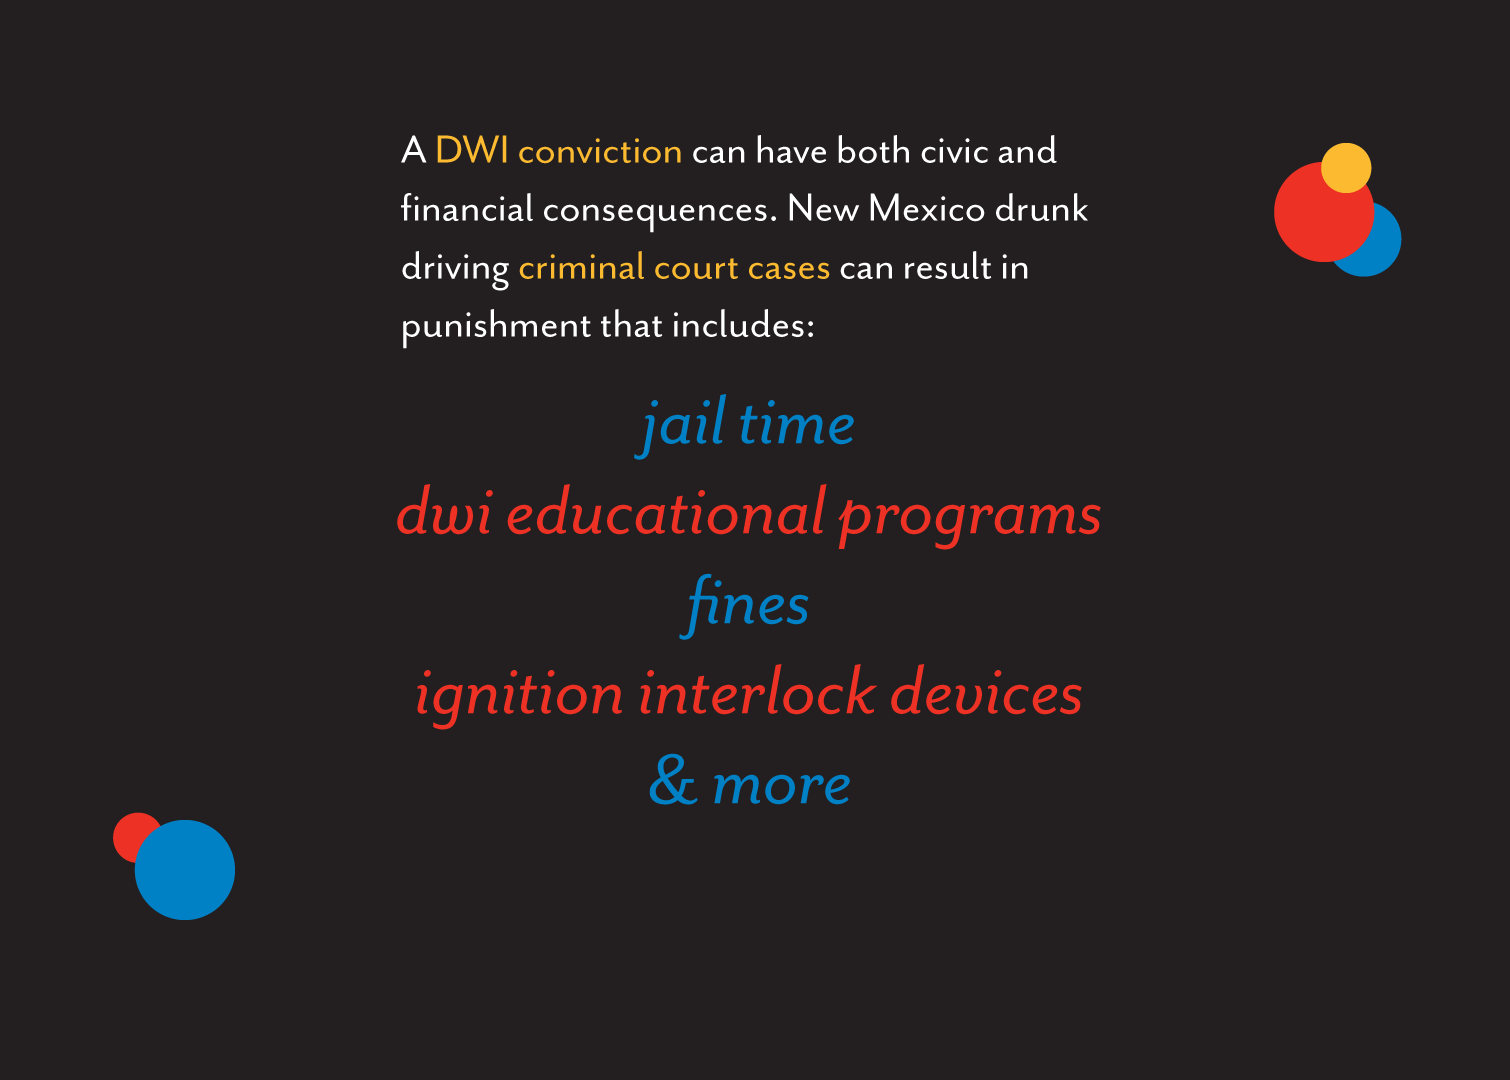 A DWI conviction can have both civic and
financial consequences. New Mexico drunk
driving criminal court cases can result in
punishment that includes:
jail time
dwi educational programs
fines
ignition interlock devices
& more